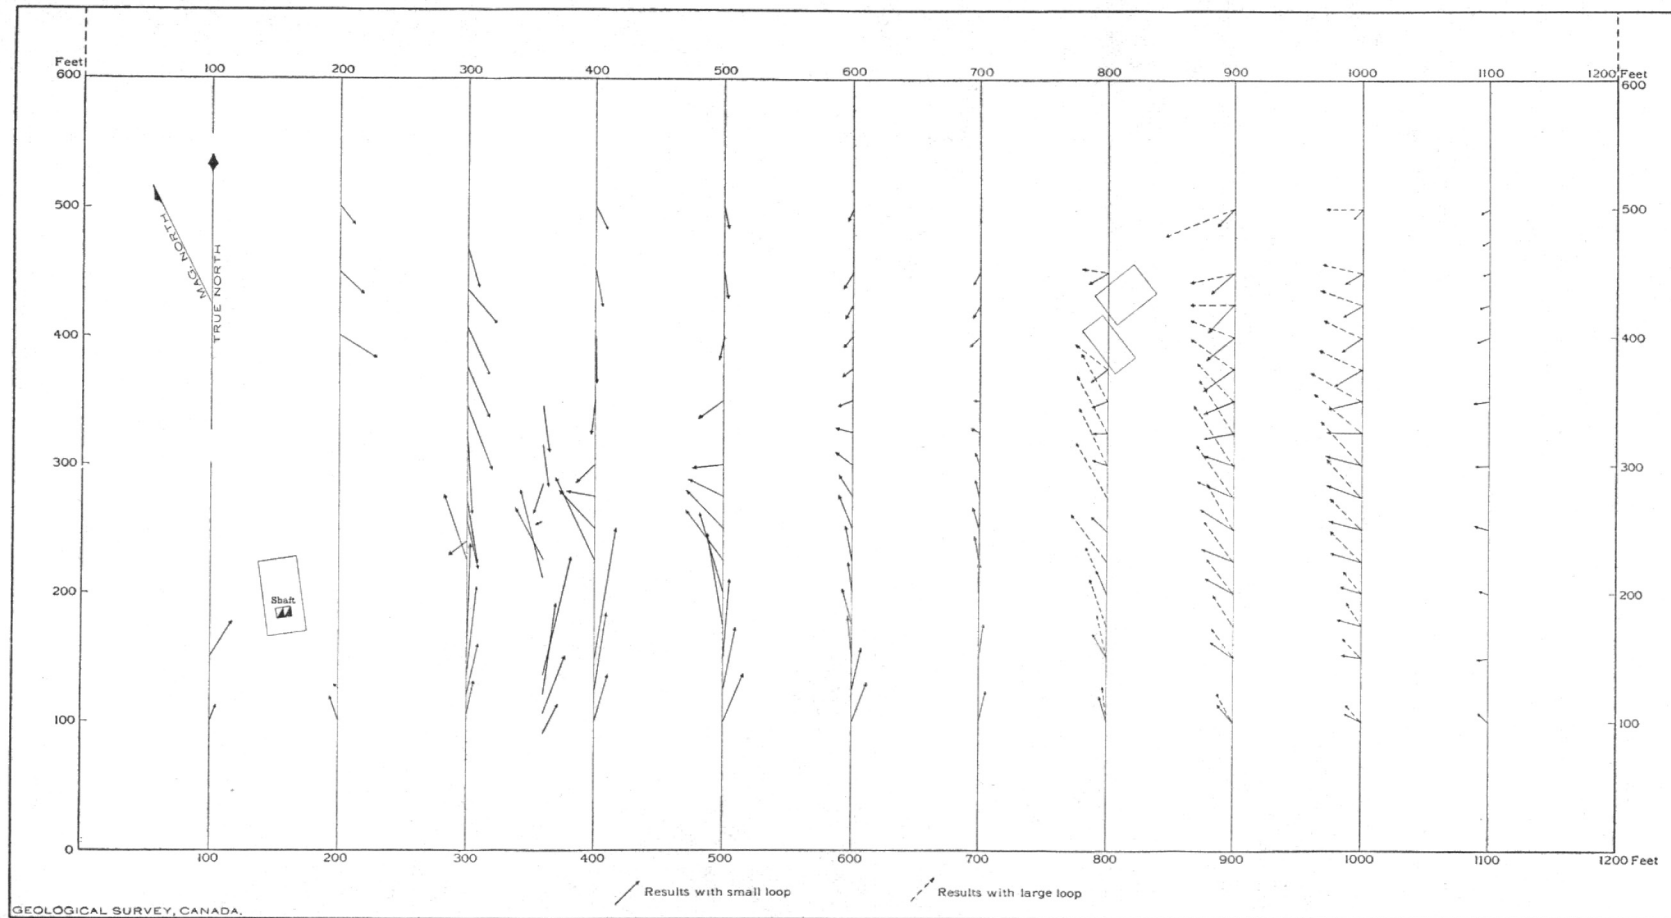 Feet
600 100 200 300 400 500 600 700 800 900 1000 1100 1200 Feet
600
500 500
MAG. NORTH
TRUE NORTH
400 400
300 300
200 200
Shaft
100 100
0
100 200 300 400 500 600 700 800 900 1000 1100 1200 Feet
Results with small loop Results with large loop
GEOLOGICAL SURVEY, CANADA.